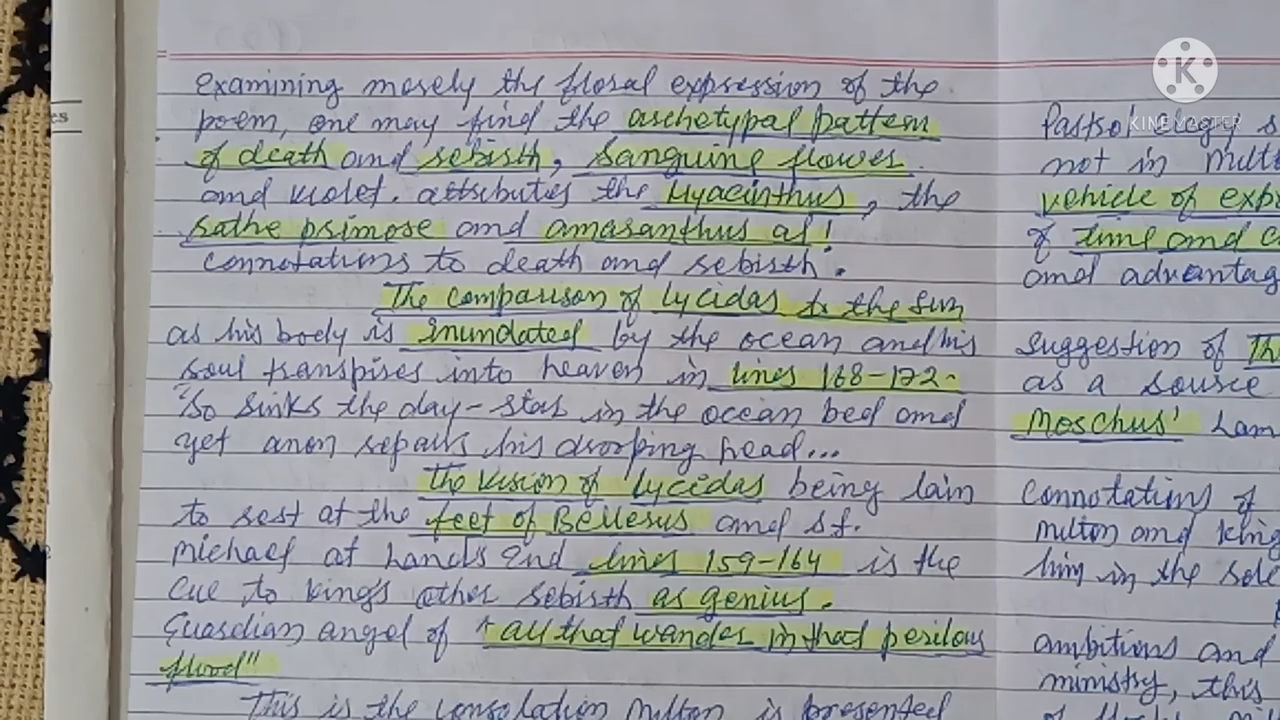 Examining merely the floral expression of the
poem, one may find the archetypal pattern
of death and rebirth, Sanguine flower
and violet. attributes the Hyacinthus, the
rathe primose and amaranthus al!
connotations to death and rebirth.
The comparison of Lycidas to the sun
as his body is inundated by the ocean and his
soul transpires into heaven in lines 168-172.
"So sinks the day-star in the ocean bed and
yet anon repairs his drooping head...
The vision of 'Lycidas being lain
to rest at the feet of Bellerus and st.
Michael at Lands End lines 159-164 is the
cue to kings other rebirth as genius.
Guardian angel of "all that wander in that perilous
flood"
This is the consolation Milton is presented
es
Pastoral elegy s
not in Milt
vehicle of exp
of time and c
and advantag
Suggestion of Th
as a source
Moschus' Lam
Connotations of
Milton and King
him in the sole
ambitions and
ministry, this
K
KINEMASTER